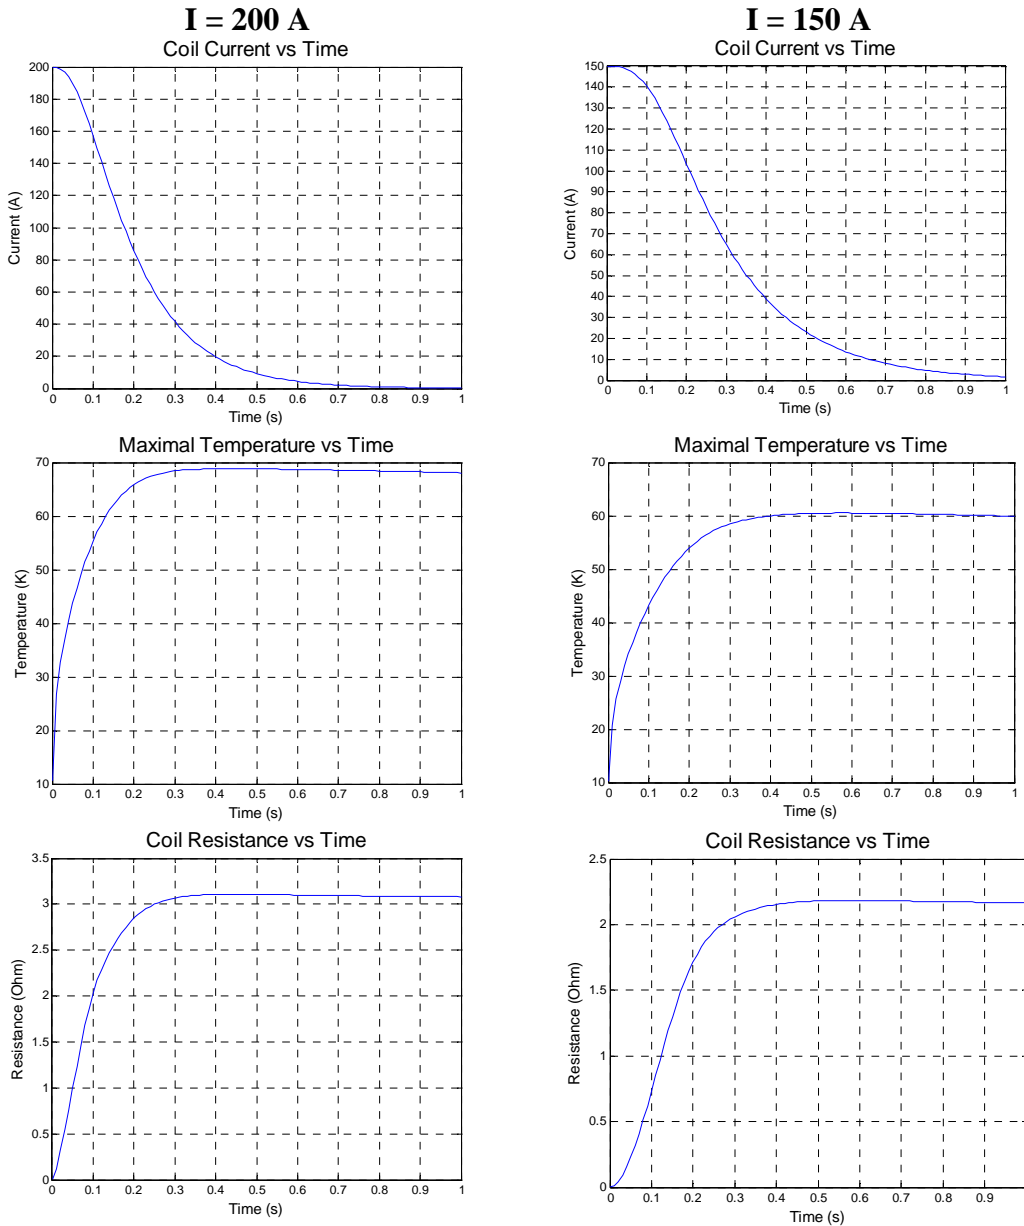 I = 200 A
Coil Current vs Time
200
180
160
140
120
100
80
60
40
20
0
Current (A)
0 0.1 0.2 0.3 0.4 0.5 0.6 0.7 0.8 0.9 1
Time (s)
Maximal Temperature vs Time
70
60
50
40
30
20
10
Temperature (K)
0 0.1 0.2 0.3 0.4 0.5 0.6 0.7 0.8 0.9 1
Time (s)
Coil Resistance vs Time
3.5
3
2.5
2
1.5
1
0.5
0
Resistance (Ohm)
0 0.1 0.2 0.3 0.4 0.5 0.6 0.7 0.8 0.9 1
Time (s)
I = 150 A
Coil Current vs Time
150
140
130
120
110
100
90
80
70
60
50
40
30
20
10
0
Current (A)
0 0.1 0.2 0.3 0.4 0.5 0.6 0.7 0.8 0.9 1
Time (s)
Maximal Temperature vs Time
70
60
50
40
30
20
10
Temperature (K)
0 0.1 0.2 0.3 0.4 0.5 0.6 0.7 0.8 0.9 1
Time (s)
Coil Resistance vs Time
2.5
2
1.5
1
0.5
0
Resistance (Ohm)
0 0.1 0.2 0.3 0.4 0.5 0.6 0.7 0.8 0.9
Time (s)